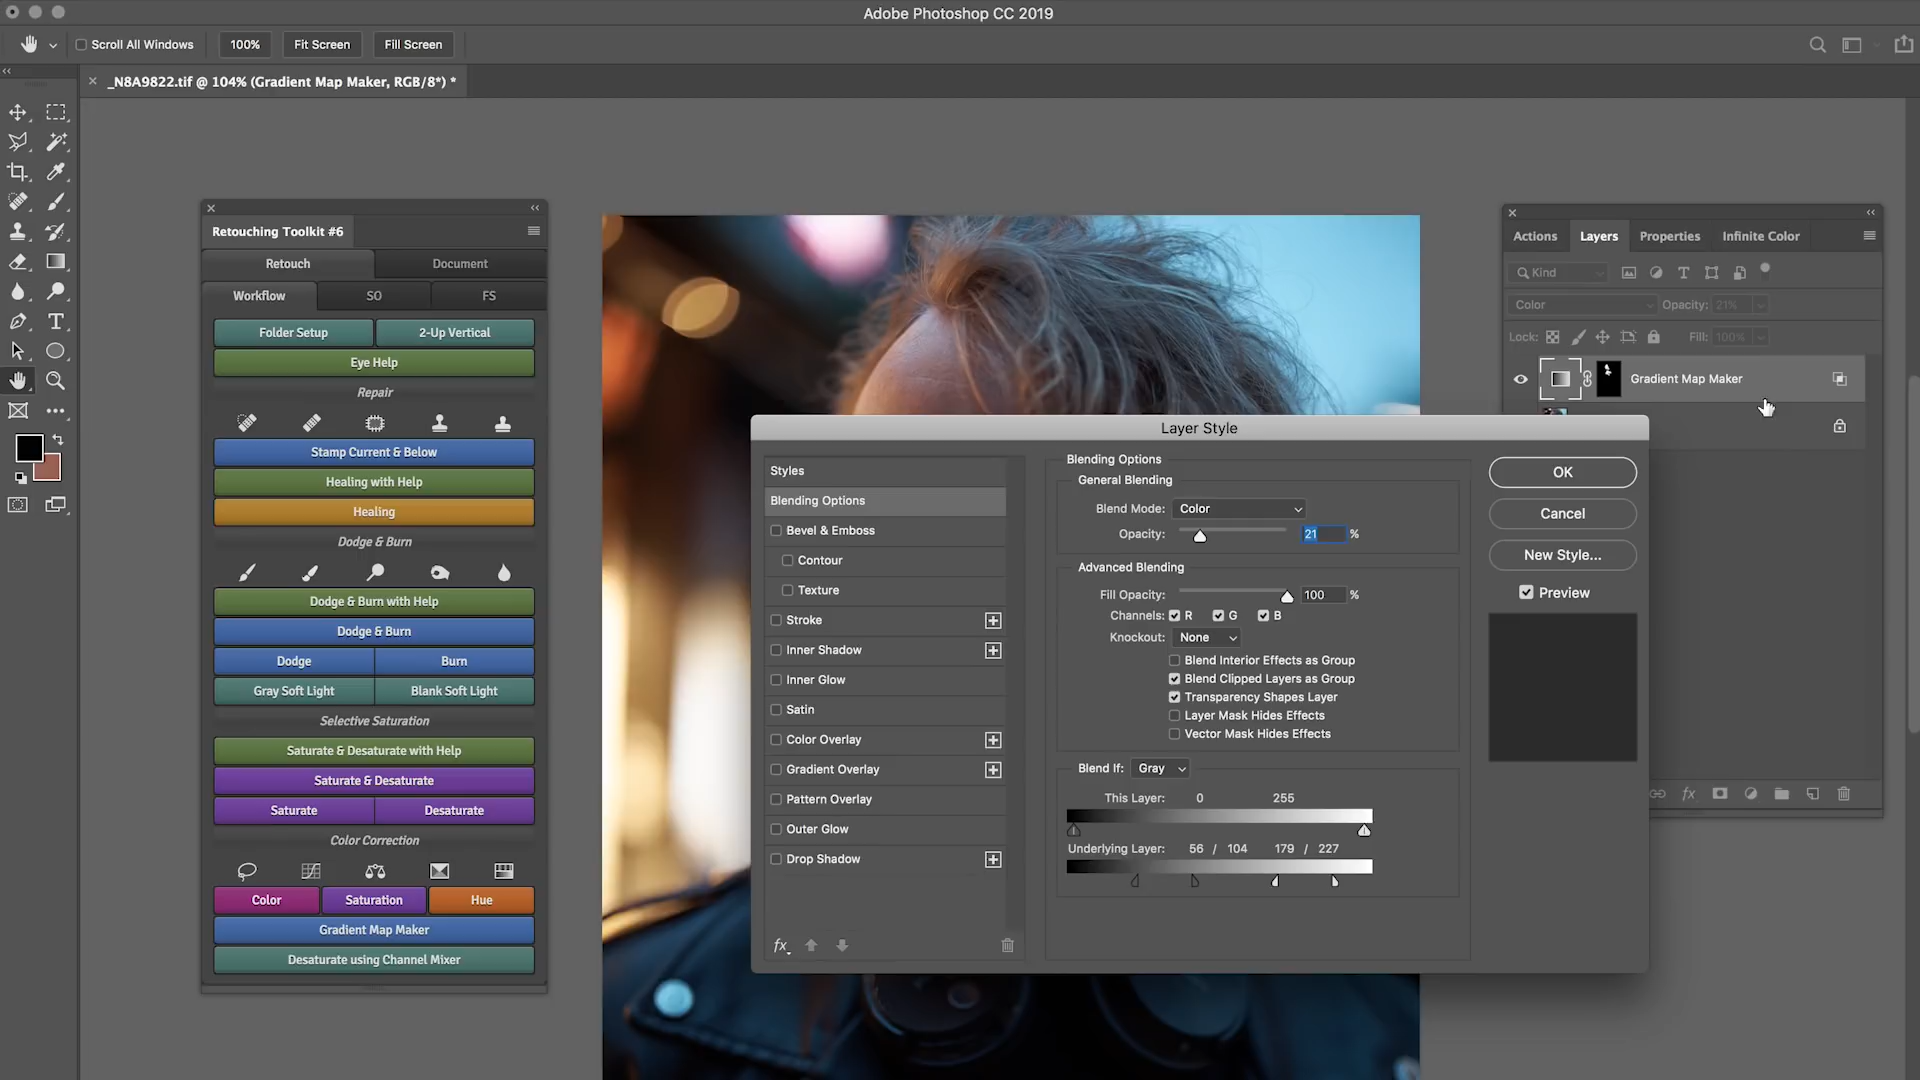 Adobe Photoshop CC 2019
Scroll All Windows
100%
Fit Screen
Fill Screen
_N8A9822.tif @ 104% (Gradient Map Maker, RGB/8*) *
Retouching Toolkit #6
Retouch
Document
Workflow
SO
FS
Folder Setup
2-Up Vertical
Eye Help
Repair
Stamp Current & Below
Healing with Help
Healing
Dodge & Burn
Dodge & Burn with Help
Dodge & Burn
Dodge
Burn
Gray Soft Light
Blank Soft Light
Selective Saturation
Saturate & Desaturate with Help
Saturate & Desaturate
Saturate
Desaturate
Color Correction
Color
Saturation
Hue
Gradient Map Maker
Desaturate using Channel Mixer
Layer Style
Styles
Blending Options
Bevel & Emboss
Contour
Texture
Stroke
Inner Shadow
Inner Glow
Satin
Color Overlay
Gradient Overlay
Pattern Overlay
Outer Glow
Drop Shadow
fx
Blending Options
General Blending
Blend Mode: Color
Opacity: 21 %
Advanced Blending
Fill Opacity: 100 %
Channels: R G B
Knockout: None
Blend Interior Effects as Group
Blend Clipped Layers as Group
Transparency Shapes Layer
Layer Mask Hides Effects
Vector Mask Hides Effects
Blend If: Gray
This Layer: 0 255
Underlying Layer: 56 / 104 179 / 227
OK
Cancel
New Style...
Preview
Actions
Layers
Properties
Infinite Color
Kind
Color
Opacity: 21%
Lock:
Fill: 100%
Gradient Map Maker
fx